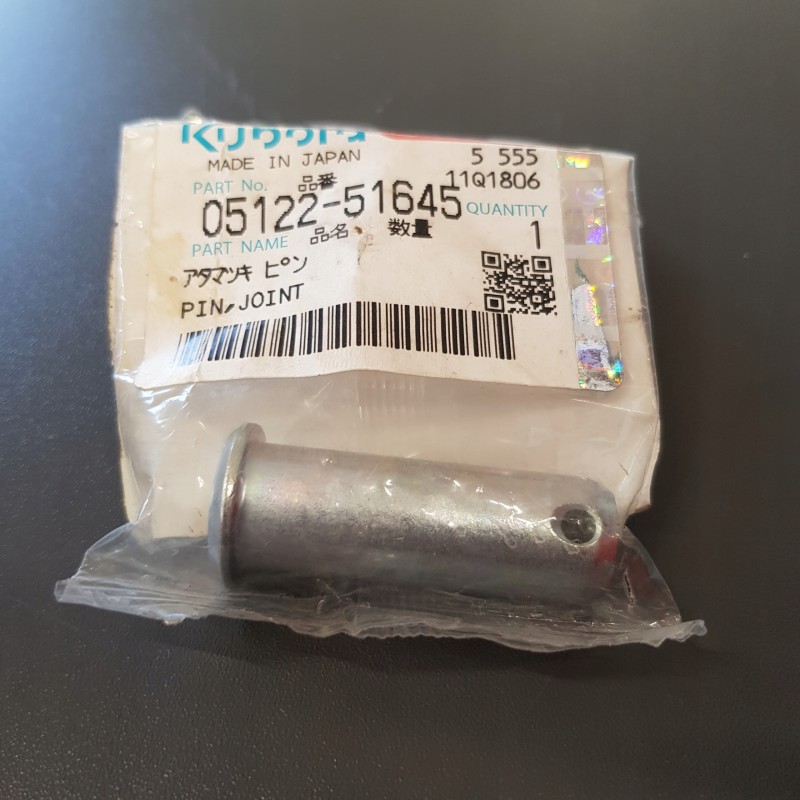 Kubota
MADE IN JAPAN 5 555
PART No. 品番 11Q1806
05122-51645 QUANTITY
PART NAME 品名 数量 1
アタマツキ ピン
PIN,JOINT